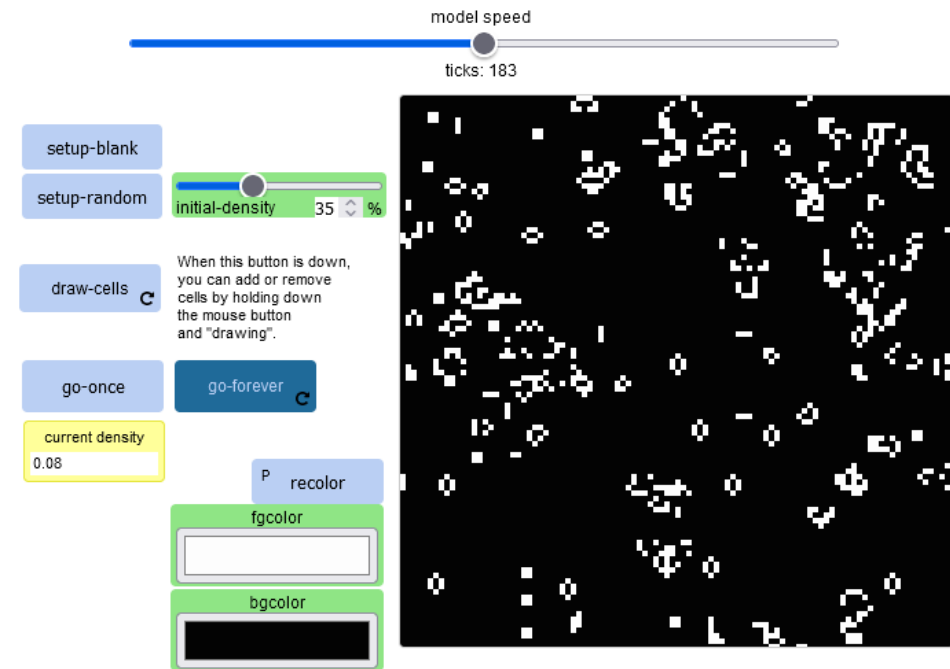 model speed
ticks: 183
setup-blank
setup-random
initial-density 35 %
draw-cells
When this button is down,
you can add or remove
cells by holding down
the mouse button
and "drawing".
go-once
go-forever
current density
0.08
P recolor
fgcolor
bgcolor